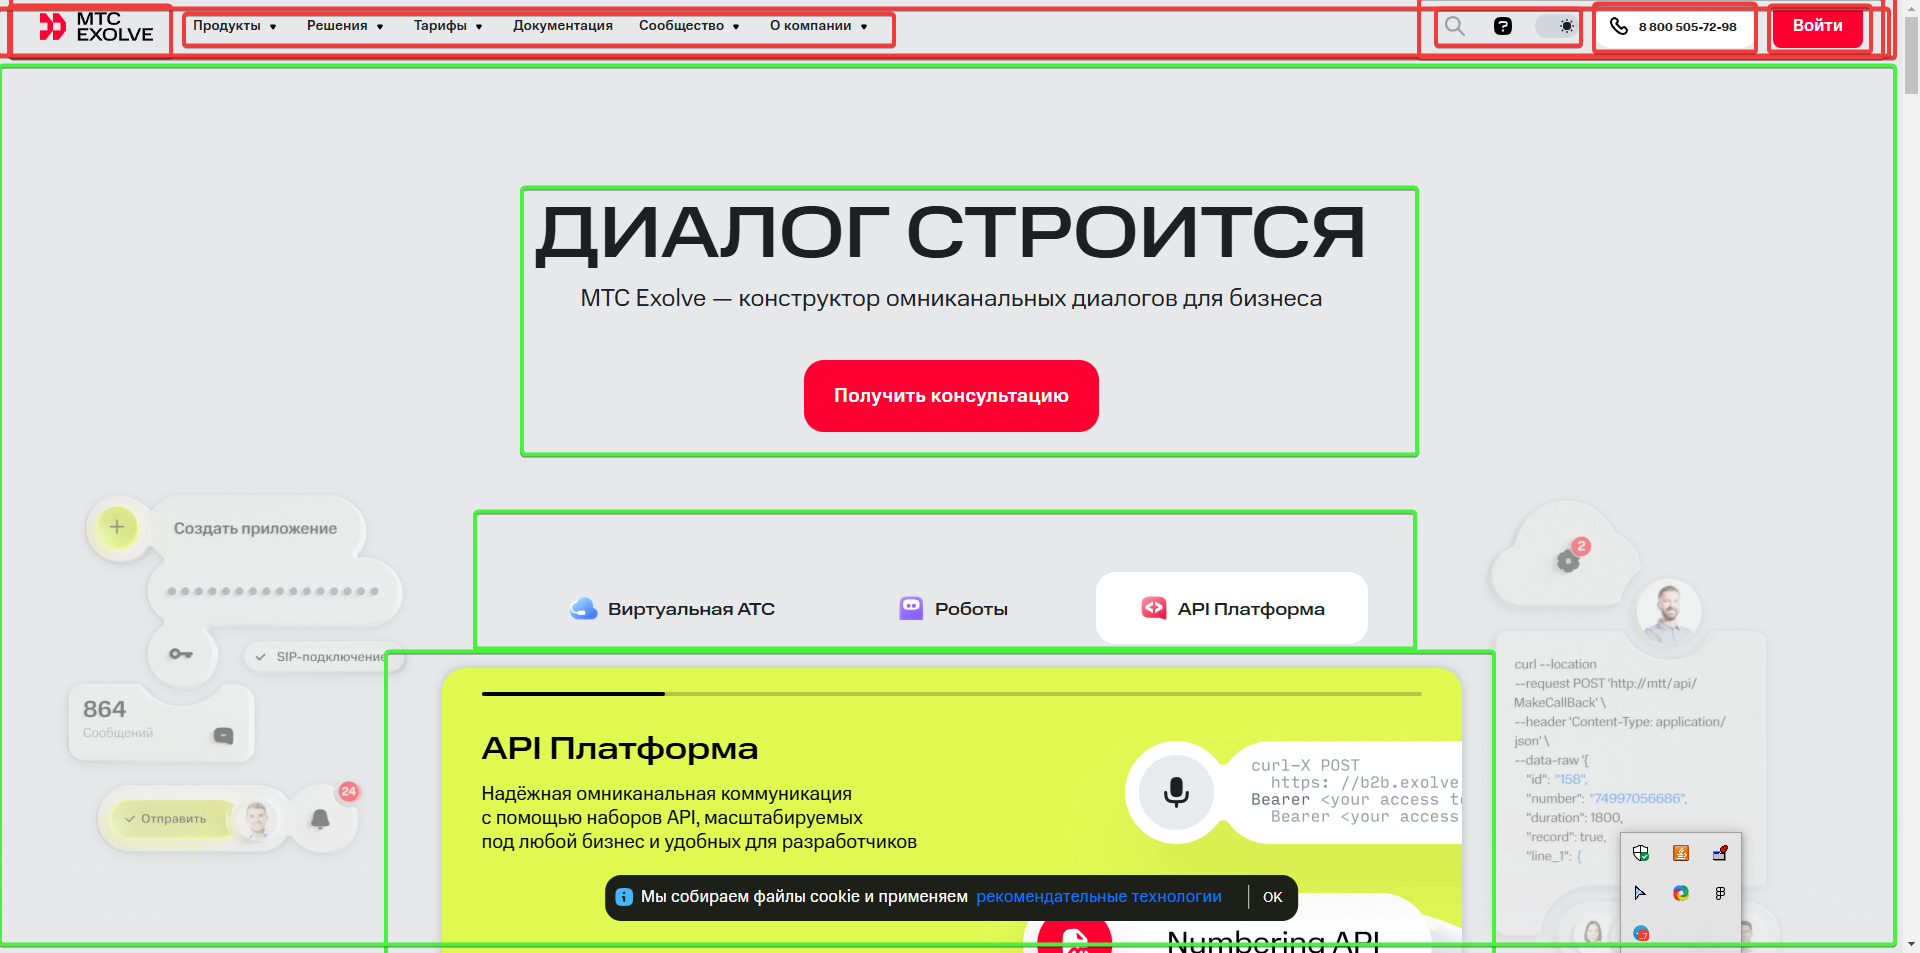 МТС
EXOLVE
Продукты
Решения
Тарифы
Документация
Сообщество
О компании
8 800 505-72-98
Войти
ДИАЛОГ СТРОИТСЯ
МТС Exolve — конструктор омниканальных диалогов для бизнеса
Получить консультацию
Виртуальная АТС
Роботы
API Платформа
Создать приложение
SIP-подключение
864
Сообщений
24
Отправить
API Платформа
Надёжная омниканальная коммуникация
с помощью наборов API, масштабируемых
под любой бизнес и удобных для разработчиков
curl-X POST
https: //b2b.exolve
Bearer <your access to
Bearer <your access
Numbering API
2
curl --location
--request POST 'http://mtt/api/
MakeCallBack' \
--header 'Content-Type: application/
json' \
--data-raw '{
"id": "158",
"number": "74997056686",
"duration": 1800,
"record": true,
"line_1": {
Мы собираем файлы cookie и применяем рекомендательные технологии
OK